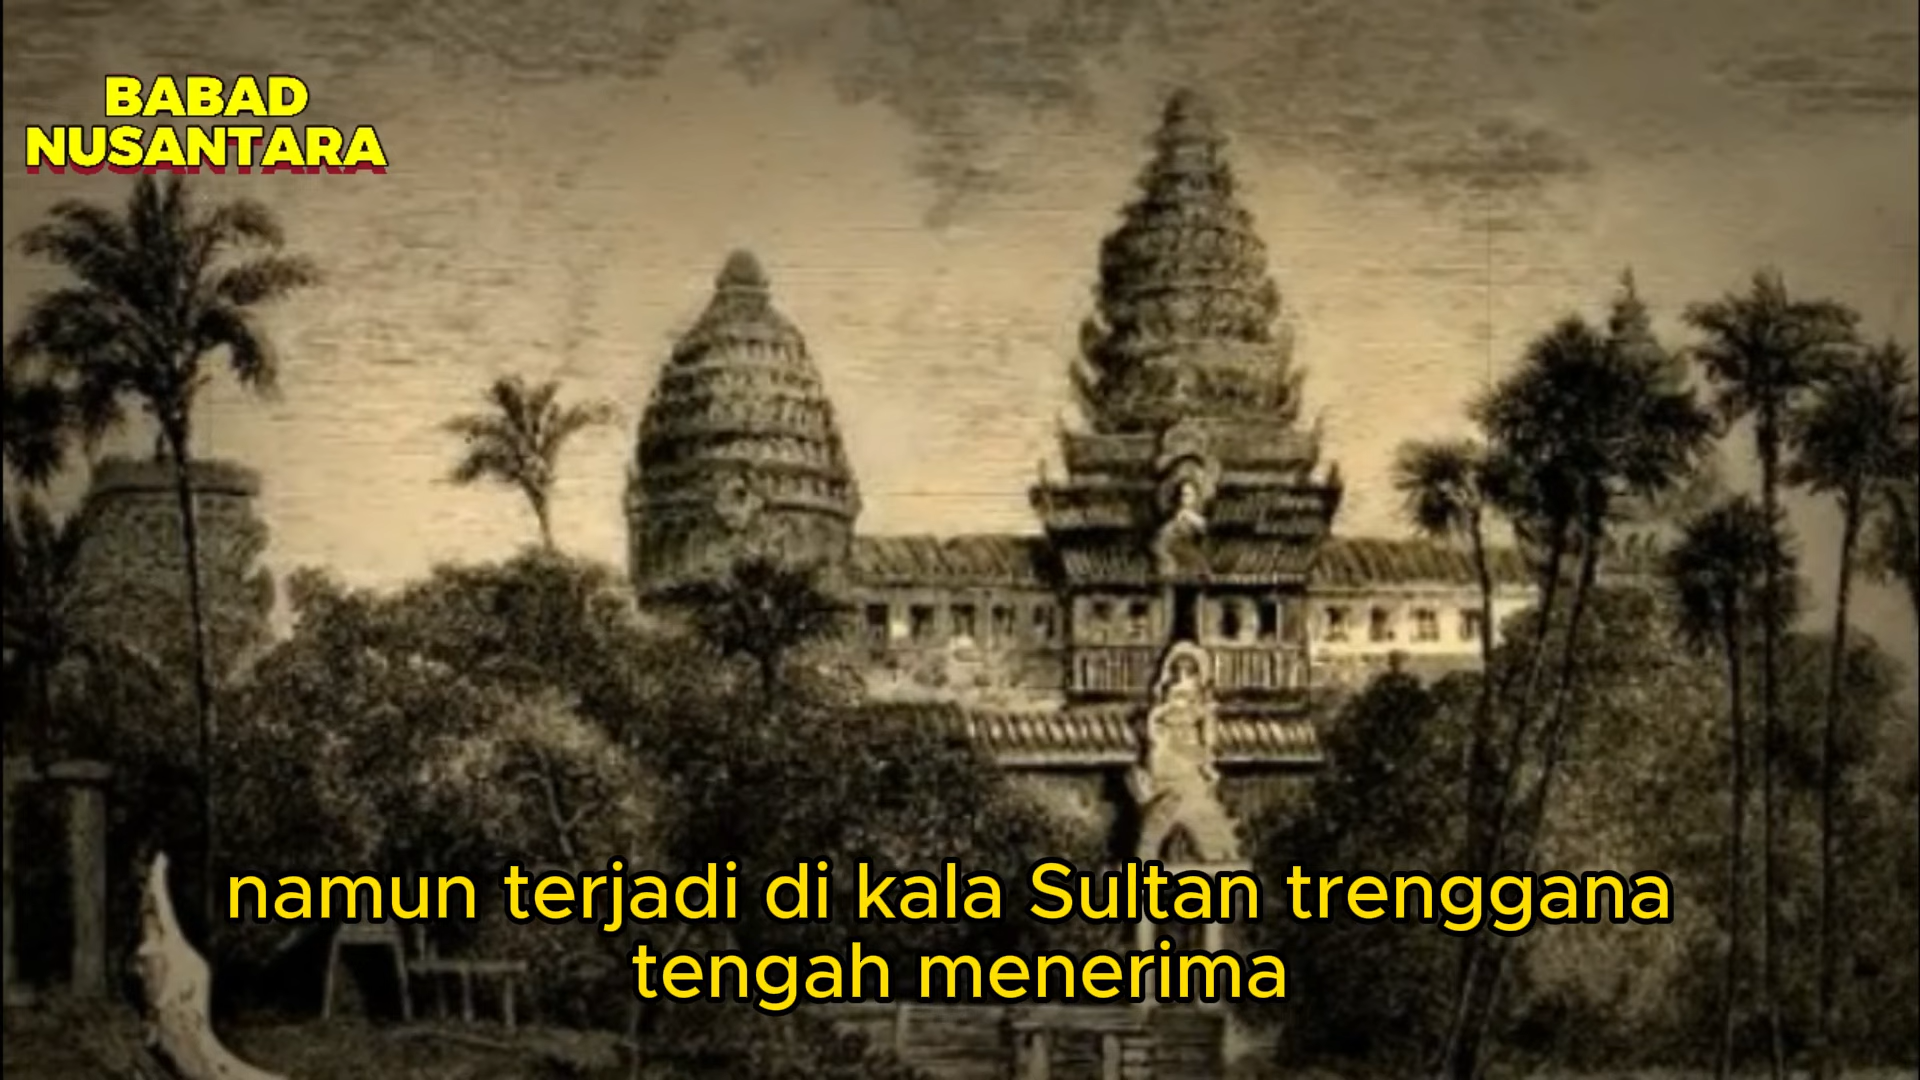 BABAD
NUSANTARA
namun terjadi di kala Sultan trenggana
tengah menerima